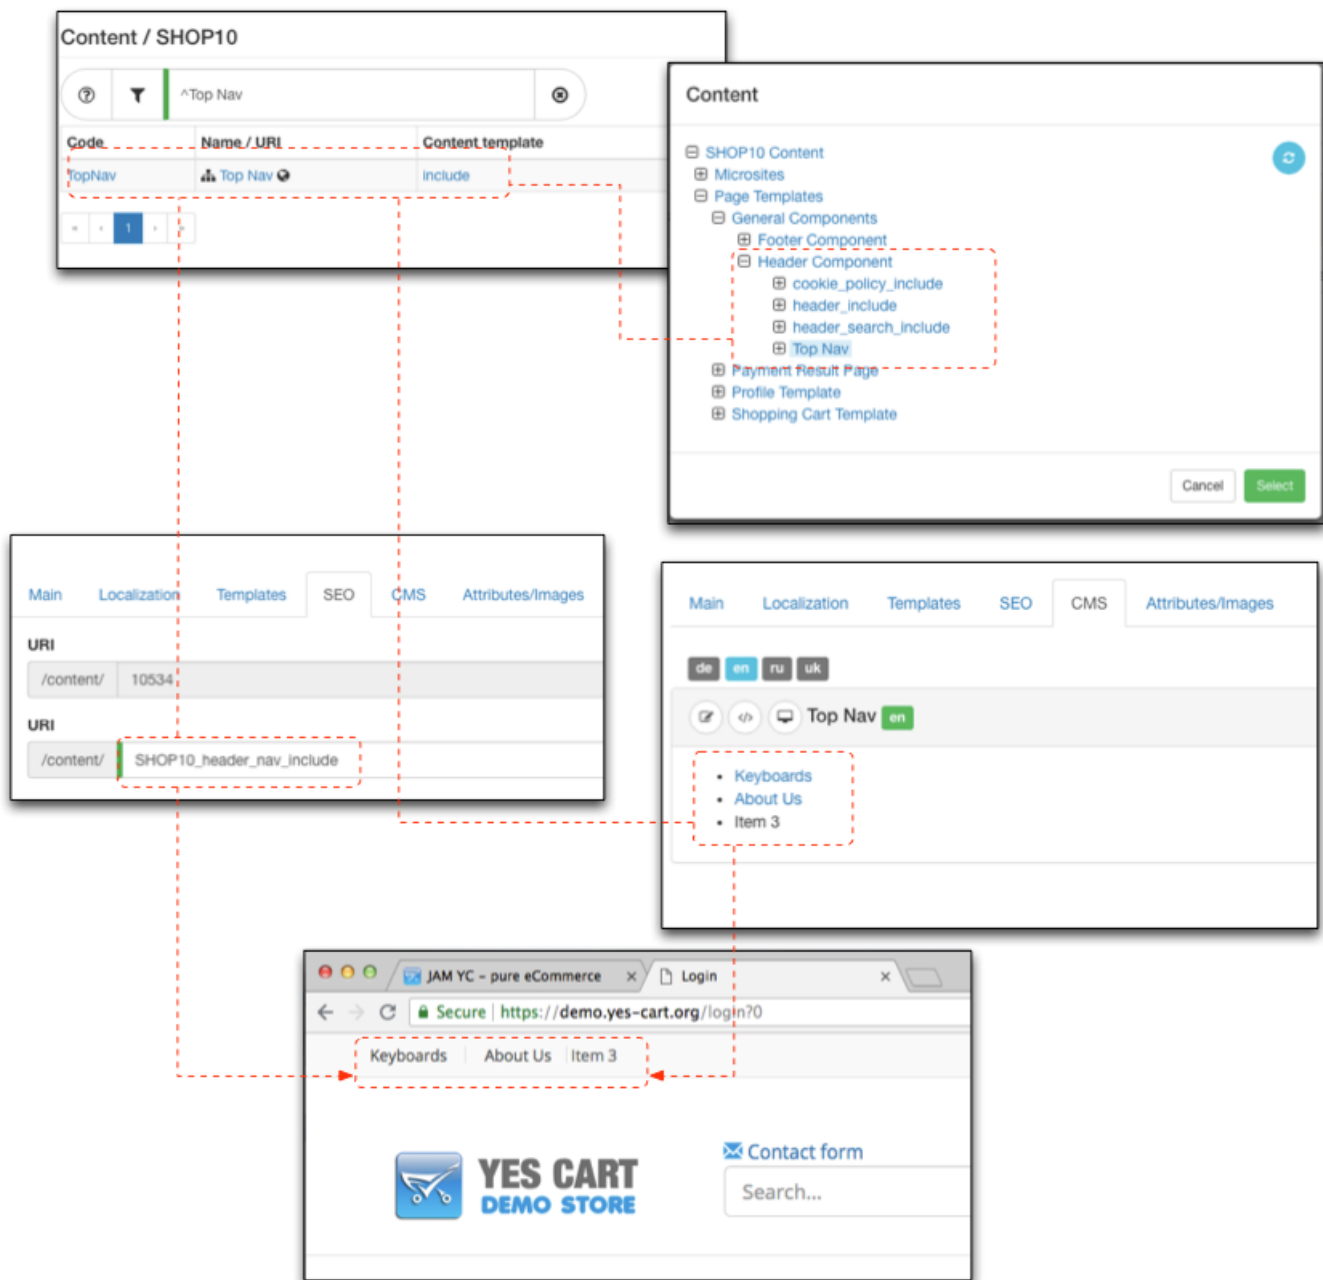 Content / SHOP10
^Top Nav
Code Name / URI Content template
TopNav Top Nav include
« ‹ 1 › »
Content
SHOP10 Content
Microsites
Page Templates
General Components
Footer Component
Header Component
cookie_policy_include
header_include
header_search_include
Top Nav
Payment Result Page
Profile Template
Shopping Cart Template
Cancel Select
Main Localization Templates SEO CMS Attributes/Images
URI
/content/ 10534
URI
/content/ SHOP10_header_nav_include
Main Localization Templates SEO CMS Attributes/Images
de en ru uk
</> Top Nav en
• Keyboards
• About Us
• Item 3
JAM YC - pure eCommerce × Login ×
Secure https://demo.yes-cart.org/login?0
Keyboards About Us Item 3
YES CART
DEMO STORE
Contact form
Search...